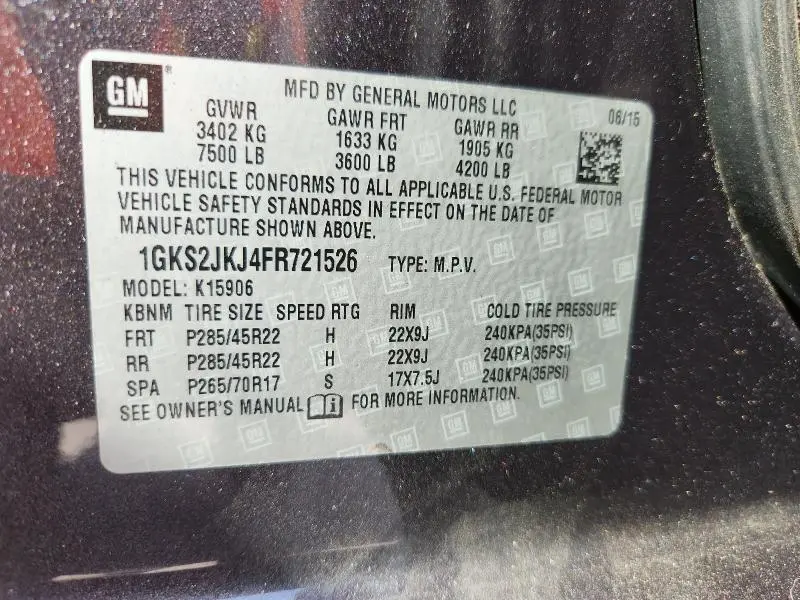 GM
MFD BY GENERAL MOTORS LLC
06/15
GVWR GAWR FRT GAWR RR
3402 KG 1633 KG 1905 KG
7500 LB 3600 LB 4200 LB
THIS VEHICLE CONFORMS TO ALL APPLICABLE U.S. FEDERAL MOTOR
VEHICLE SAFETY STANDARDS IN EFFECT ON THE DATE OF
MANUFACTURE SHOWN ABOVE.
1GKS2JKJ4FR721526 TYPE: M.P.V.
MODEL: K15906
KBNM TIRE SIZE SPEED RTG RIM COLD TIRE PRESSURE
FRT P285/45R22 H 22X9J 240KPA(35PSI)
RR P285/45R22 H 22X9J 240KPA(35PSI)
SPA P265/70R17 S 17X7.5J 240KPA(35PSI)
SEE OWNER'S MANUAL FOR MORE INFORMATION.